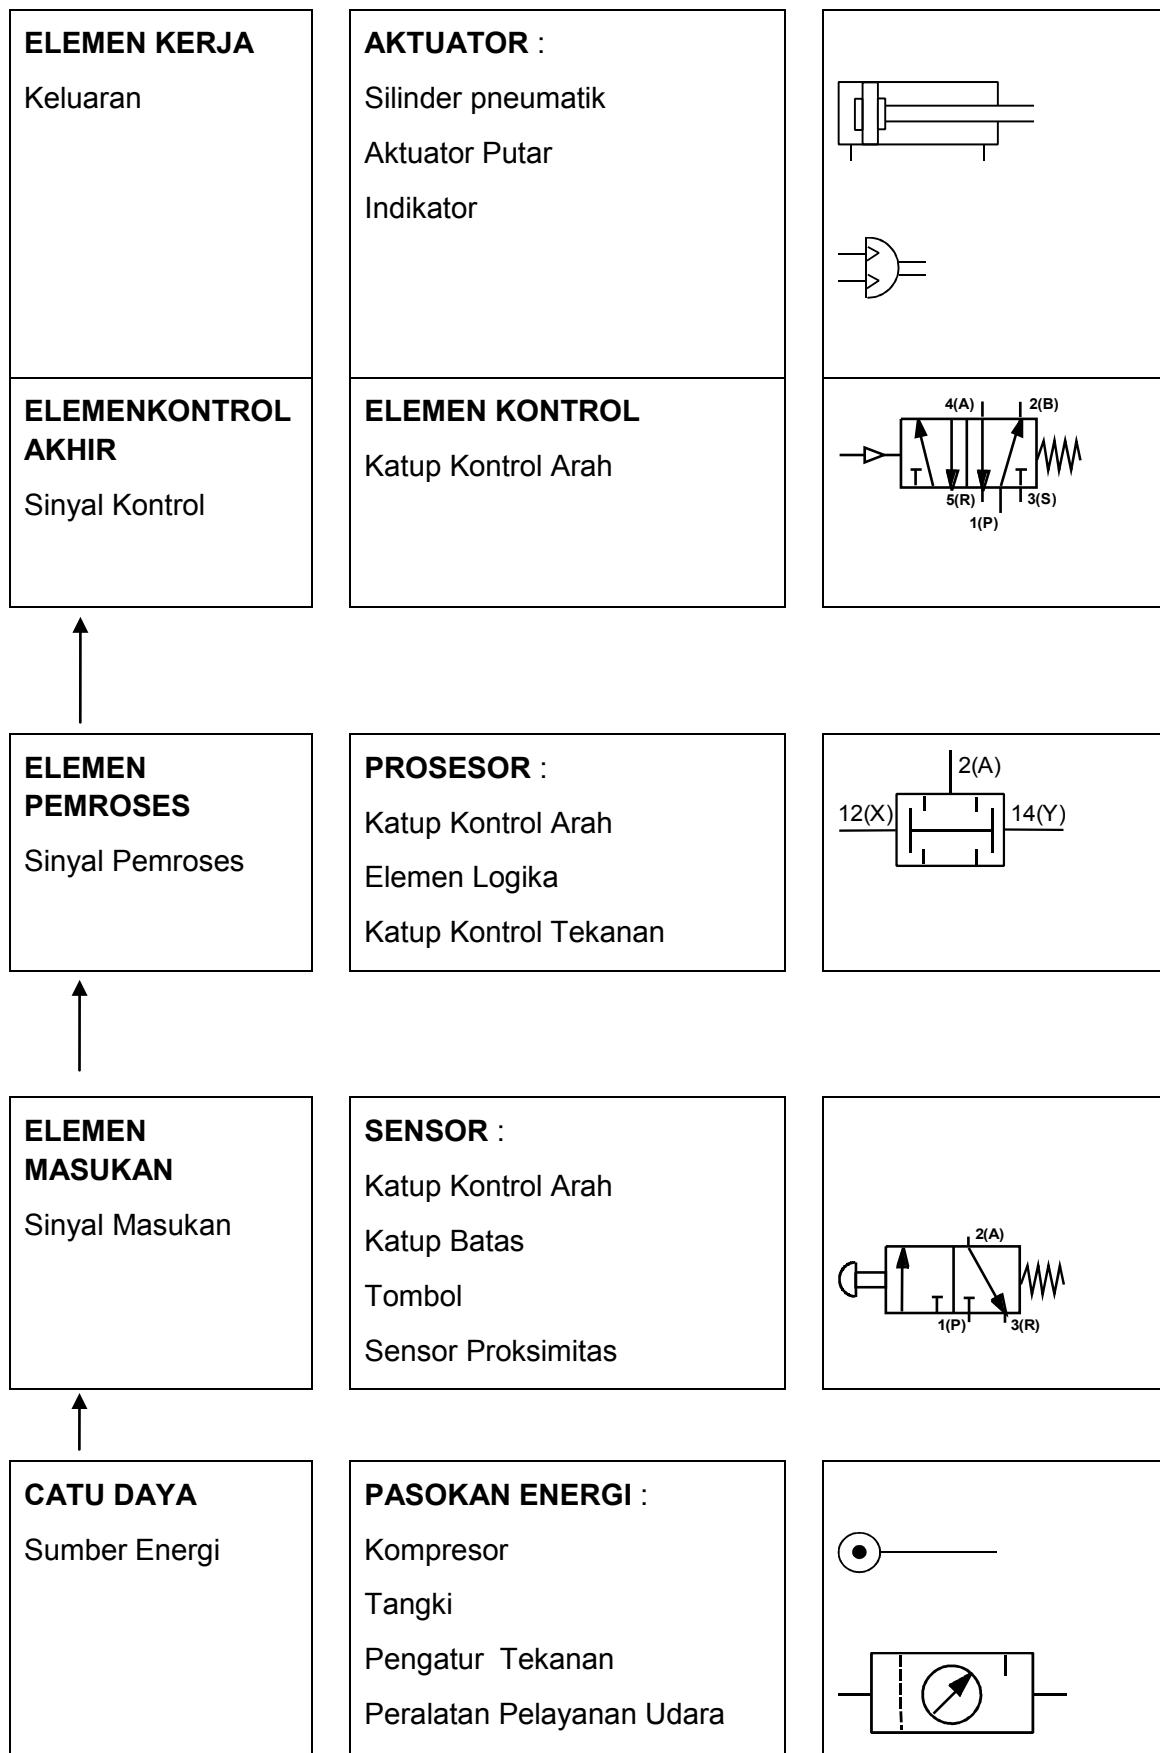 ELEMEN KERJA
Keluaran
AKTUATOR :
Silinder pneumatik
Aktuator Putar
Indikator
ELEMENKONTROL
AKHIR
Sinyal Kontrol
ELEMEN KONTROL
Katup Kontrol Arah
4(A)
2(B)
5(R)
3(S)
1(P)
ELEMEN
PEMROSES
Sinyal Pemroses
PROSESOR :
Katup Kontrol Arah
Elemen Logika
Katup Kontrol Tekanan
2(A)
12(X)
14(Y)
ELEMEN
MASUKAN
Sinyal Masukan
SENSOR :
Katup Kontrol Arah
Katup Batas
Tombol
Sensor Proksimitas
2(A)
1(P)
3(R)
CATU DAYA
Sumber Energi
PASOKAN ENERGI :
Kompresor
Tangki
Pengatur  Tekanan
Peralatan Pelayanan Udara